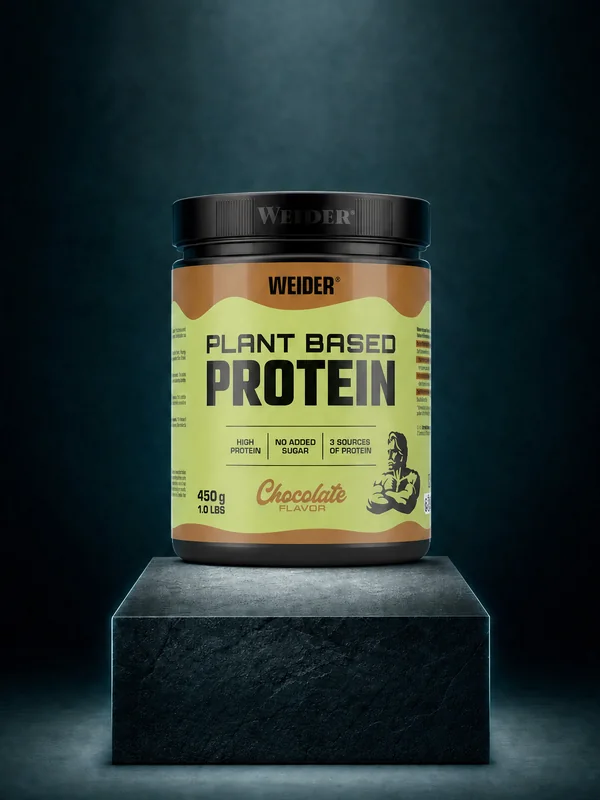 WEIDER®
WEIDER®
PLANT BASED
PROTEIN
HIGH
PROTEIN
NO ADDED
SUGAR
3 SOURCES
OF PROTEIN
450 g
1.0 LBS
Chocolate
FLAVOR